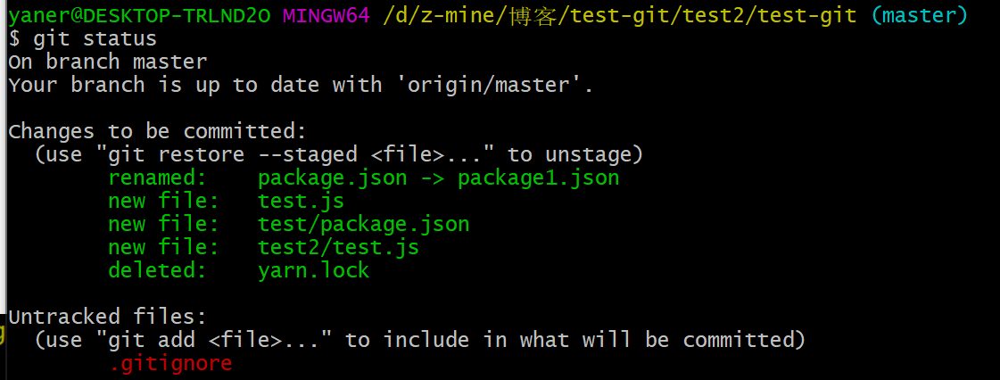 yaner@DESKTOP-TRLND2O MINGW64 /d/z-mine/博客/test-git/test2/test-git (master)
$ git status
On branch master
Your branch is up to date with 'origin/master'.
Changes to be committed:
(use "git restore --staged <file>..." to unstage)
renamed: package.json -> package1.json
new file: test.js
new file: test/package.json
new file: test2/test.js
deleted: yarn.lock
Untracked files:
(use "git add <file>..." to include in what will be committed)
.gitignore